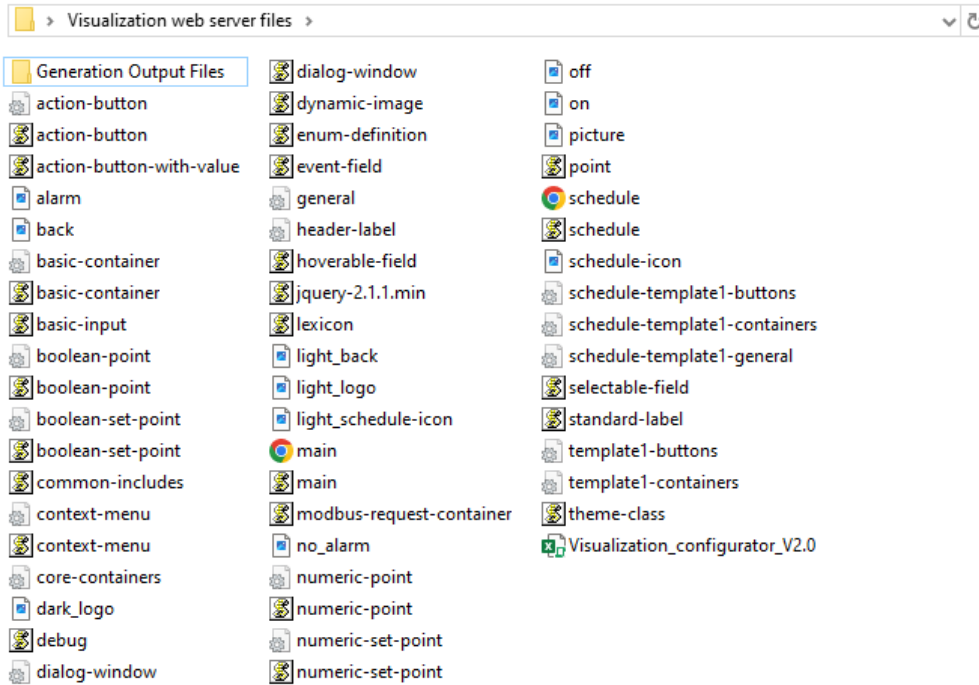 Visualization web server files
Generation Output Files
action-button
action-button
action-button-with-value
alarm
back
basic-container
basic-container
basic-input
boolean-point
boolean-point
boolean-set-point
boolean-set-point
common-includes
context-menu
context-menu
core-containers
dark_logo
debug
dialog-window
dialog-window
dynamic-image
enum-definition
event-field
general
header-label
hoverable-field
jquery-2.1.1.min
lexicon
light_back
light_logo
light_schedule-icon
main
main
modbus-request-container
no_alarm
numeric-point
numeric-point
numeric-set-point
numeric-set-point
off
on
picture
point
schedule
schedule
schedule-icon
schedule-template1-buttons
schedule-template1-containers
schedule-template1-general
selectable-field
standard-label
template1-buttons
template1-containers
theme-class
Visualization_configurator_V2.0